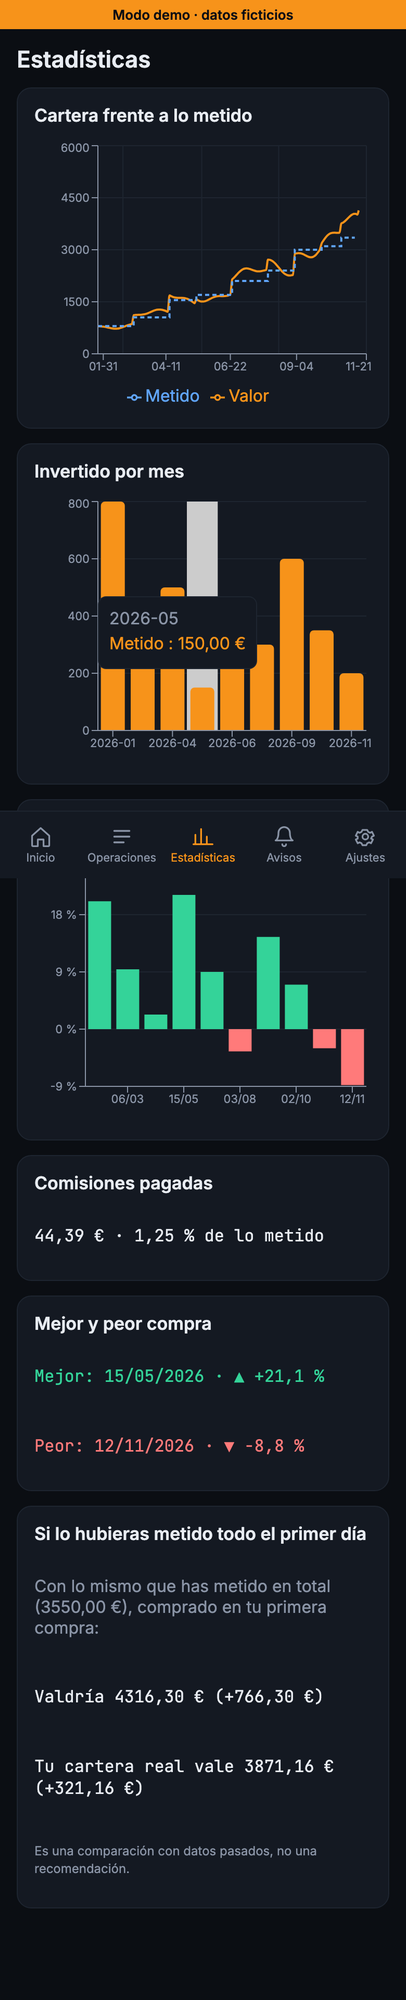 Modo demo · datos ficticios
Estadísticas
Cartera frente a lo metido
6000
4500
3000
1500
0
01-31 04-11 06-22 09-04 11-21
Metido Valor
Invertido por mes
800
600
400
200
0
2026-05
Metido : 150,00 €
2026-01 2026-04 2026-06 2026-09 2026-11
Inicio Operaciones Estadísticas Avisos Ajustes
18 %
9 %
0 %
-9 %
06/03 15/05 03/08 02/10 12/11
Comisiones pagadas
44,39 € · 1,25 % de lo metido
Mejor y peor compra
Mejor: 15/05/2026 · ▲ +21,1 %
Peor: 12/11/2026 · ▼ -8,8 %
Si lo hubieras metido todo el primer día
Con lo mismo que has metido en total
(3550,00 €), comprado en tu primera
compra:
Valdría 4316,30 € (+766,30 €)
Tu cartera real vale 3871,16 €
(+321,16 €)
Es una comparación con datos pasados, no una
recomendación.